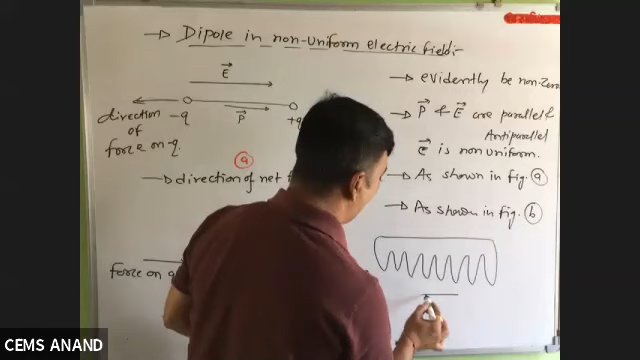 → Dipole in non-uniform electric field:-
E
direction of force on q.
-q
P
+q
(a)
→ direction of net
force on q
→ evidently be non-zero
→ P & E are parallel &
Antiparallel
E is non uniform.
→ As shown in fig. (a)
→ As shown in fig. (b)
CEMS ANAND